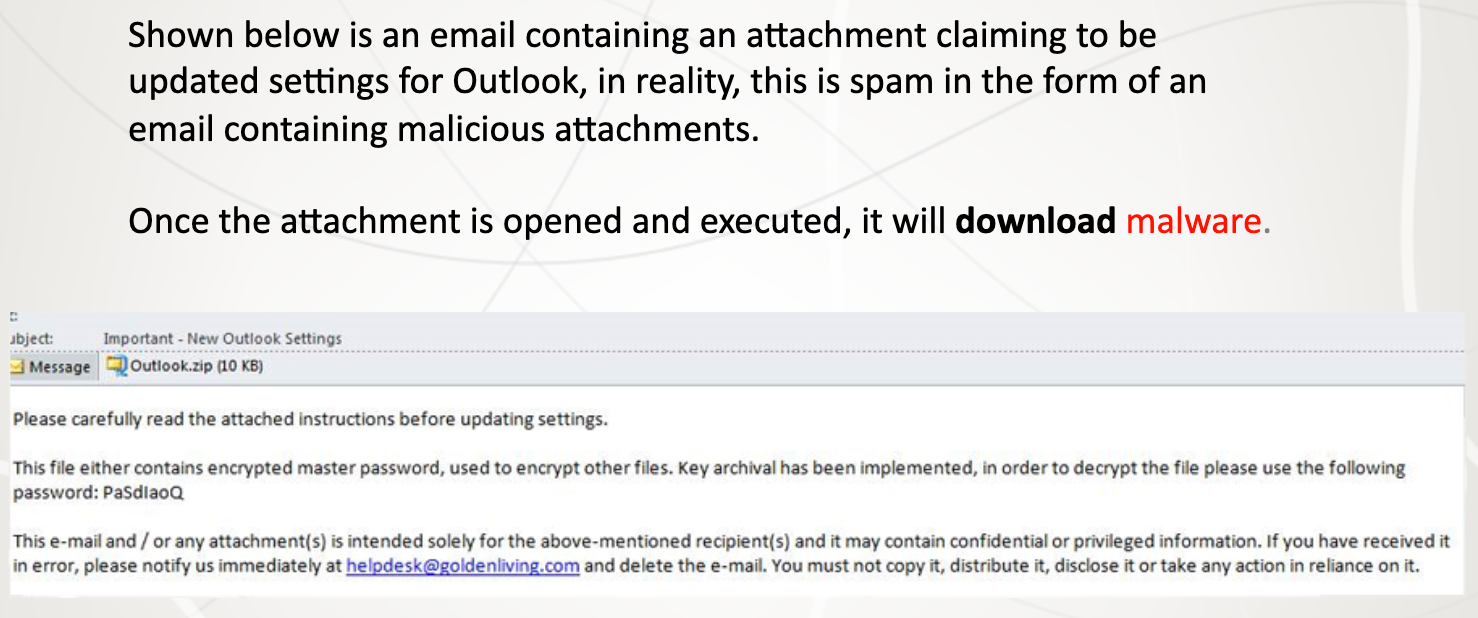 Shown below is an email containing an attachment claiming to be
updated settings for Outlook, in reality, this is spam in the form of an
email containing malicious attachments.
Once the attachment is opened and executed, it will download malware.
ubject: Important - New Outlook Settings
Message Outlook.zip (10 KB)
Please carefully read the attached instructions before updating settings.
This file either contains encrypted master password, used to encrypt other files. Key archival has been implemented, in order to decrypt the file please use the following
password: PaSdIaoQ
This e-mail and / or any attachment(s) is intended solely for the above-mentioned recipient(s) and it may contain confidential or privileged information. If you have received it
in error, please notify us immediately at helpdesk@goldenliving.com and delete the e-mail. You must not copy it, distribute it, disclose it or take any action in reliance on it.